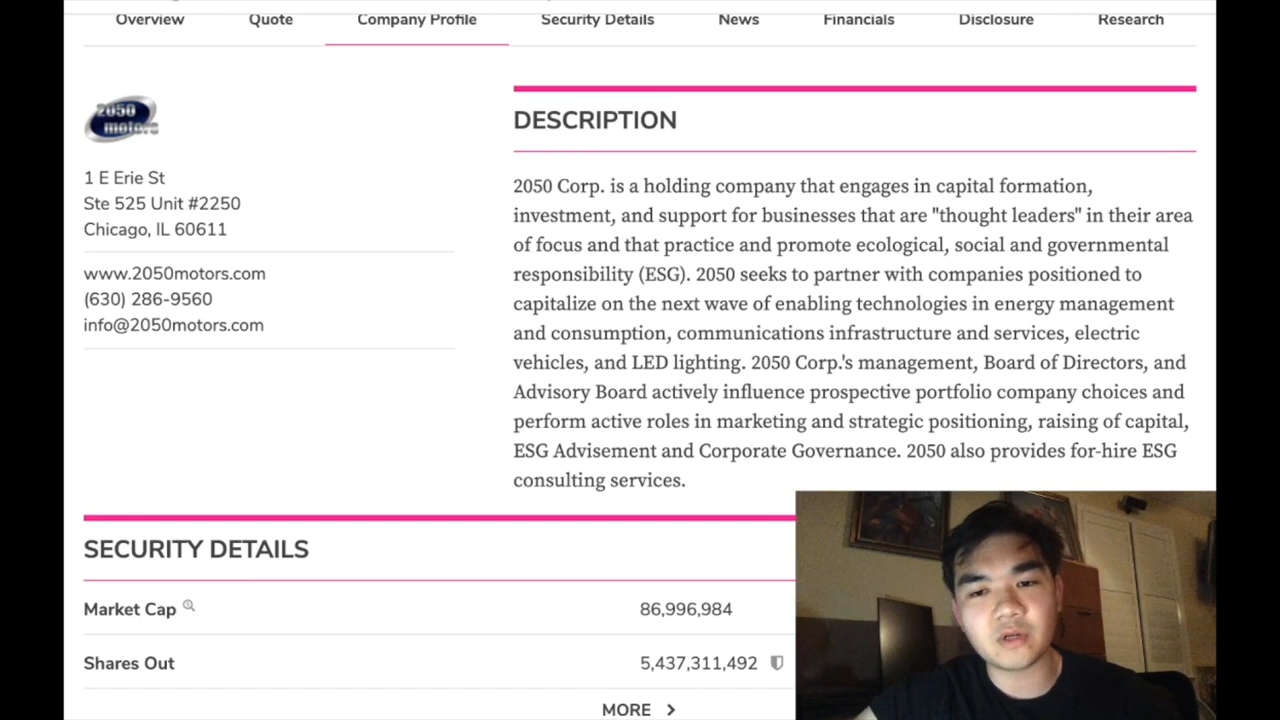 Overview Quote Company Profile Security Details News Financials Disclosure Research
2050
motors
1 E Erie St
Ste 525 Unit #2250
Chicago, IL 60611
www.2050motors.com
(630) 286-9560
info@2050motors.com
DESCRIPTION
2050 Corp. is a holding company that engages in capital formation,
investment, and support for businesses that are "thought leaders" in their area
of focus and that practice and promote ecological, social and governmental
responsibility (ESG). 2050 seeks to partner with companies positioned to
capitalize on the next wave of enabling technologies in energy management
and consumption, communications infrastructure and services, electric
vehicles, and LED lighting. 2050 Corp.'s management, Board of Directors, and
Advisory Board actively influence prospective portfolio company choices and
perform active roles in marketing and strategic positioning, raising of capital,
ESG Advisement and Corporate Governance. 2050 also provides for-hire ESG
consulting services.
SECURITY DETAILS
Market Cap 86,996,984
Shares Out 5,437,311,492
MORE